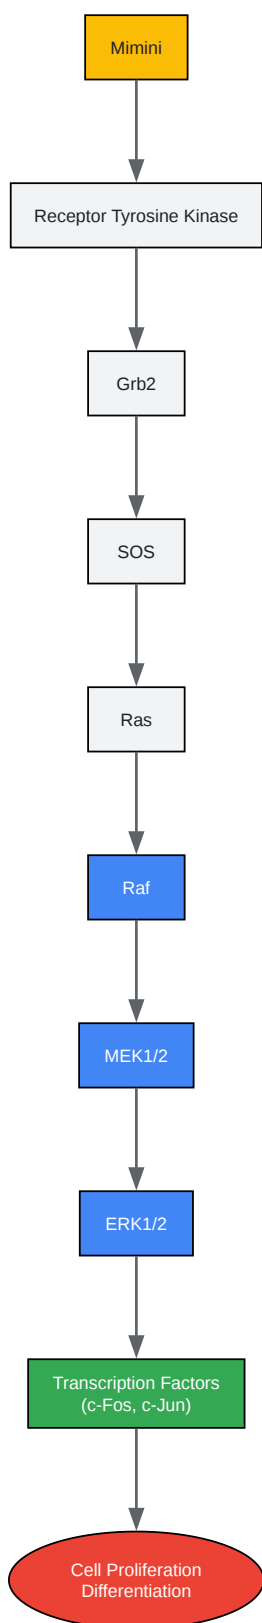 Mimini
Receptor Tyrosine Kinase
Grb2
SOS
Ras
Raf
MEK1/2
ERK1/2
Transcription Factors
(c-Fos, c-Jun)
Cell Proliferation
Differentiation